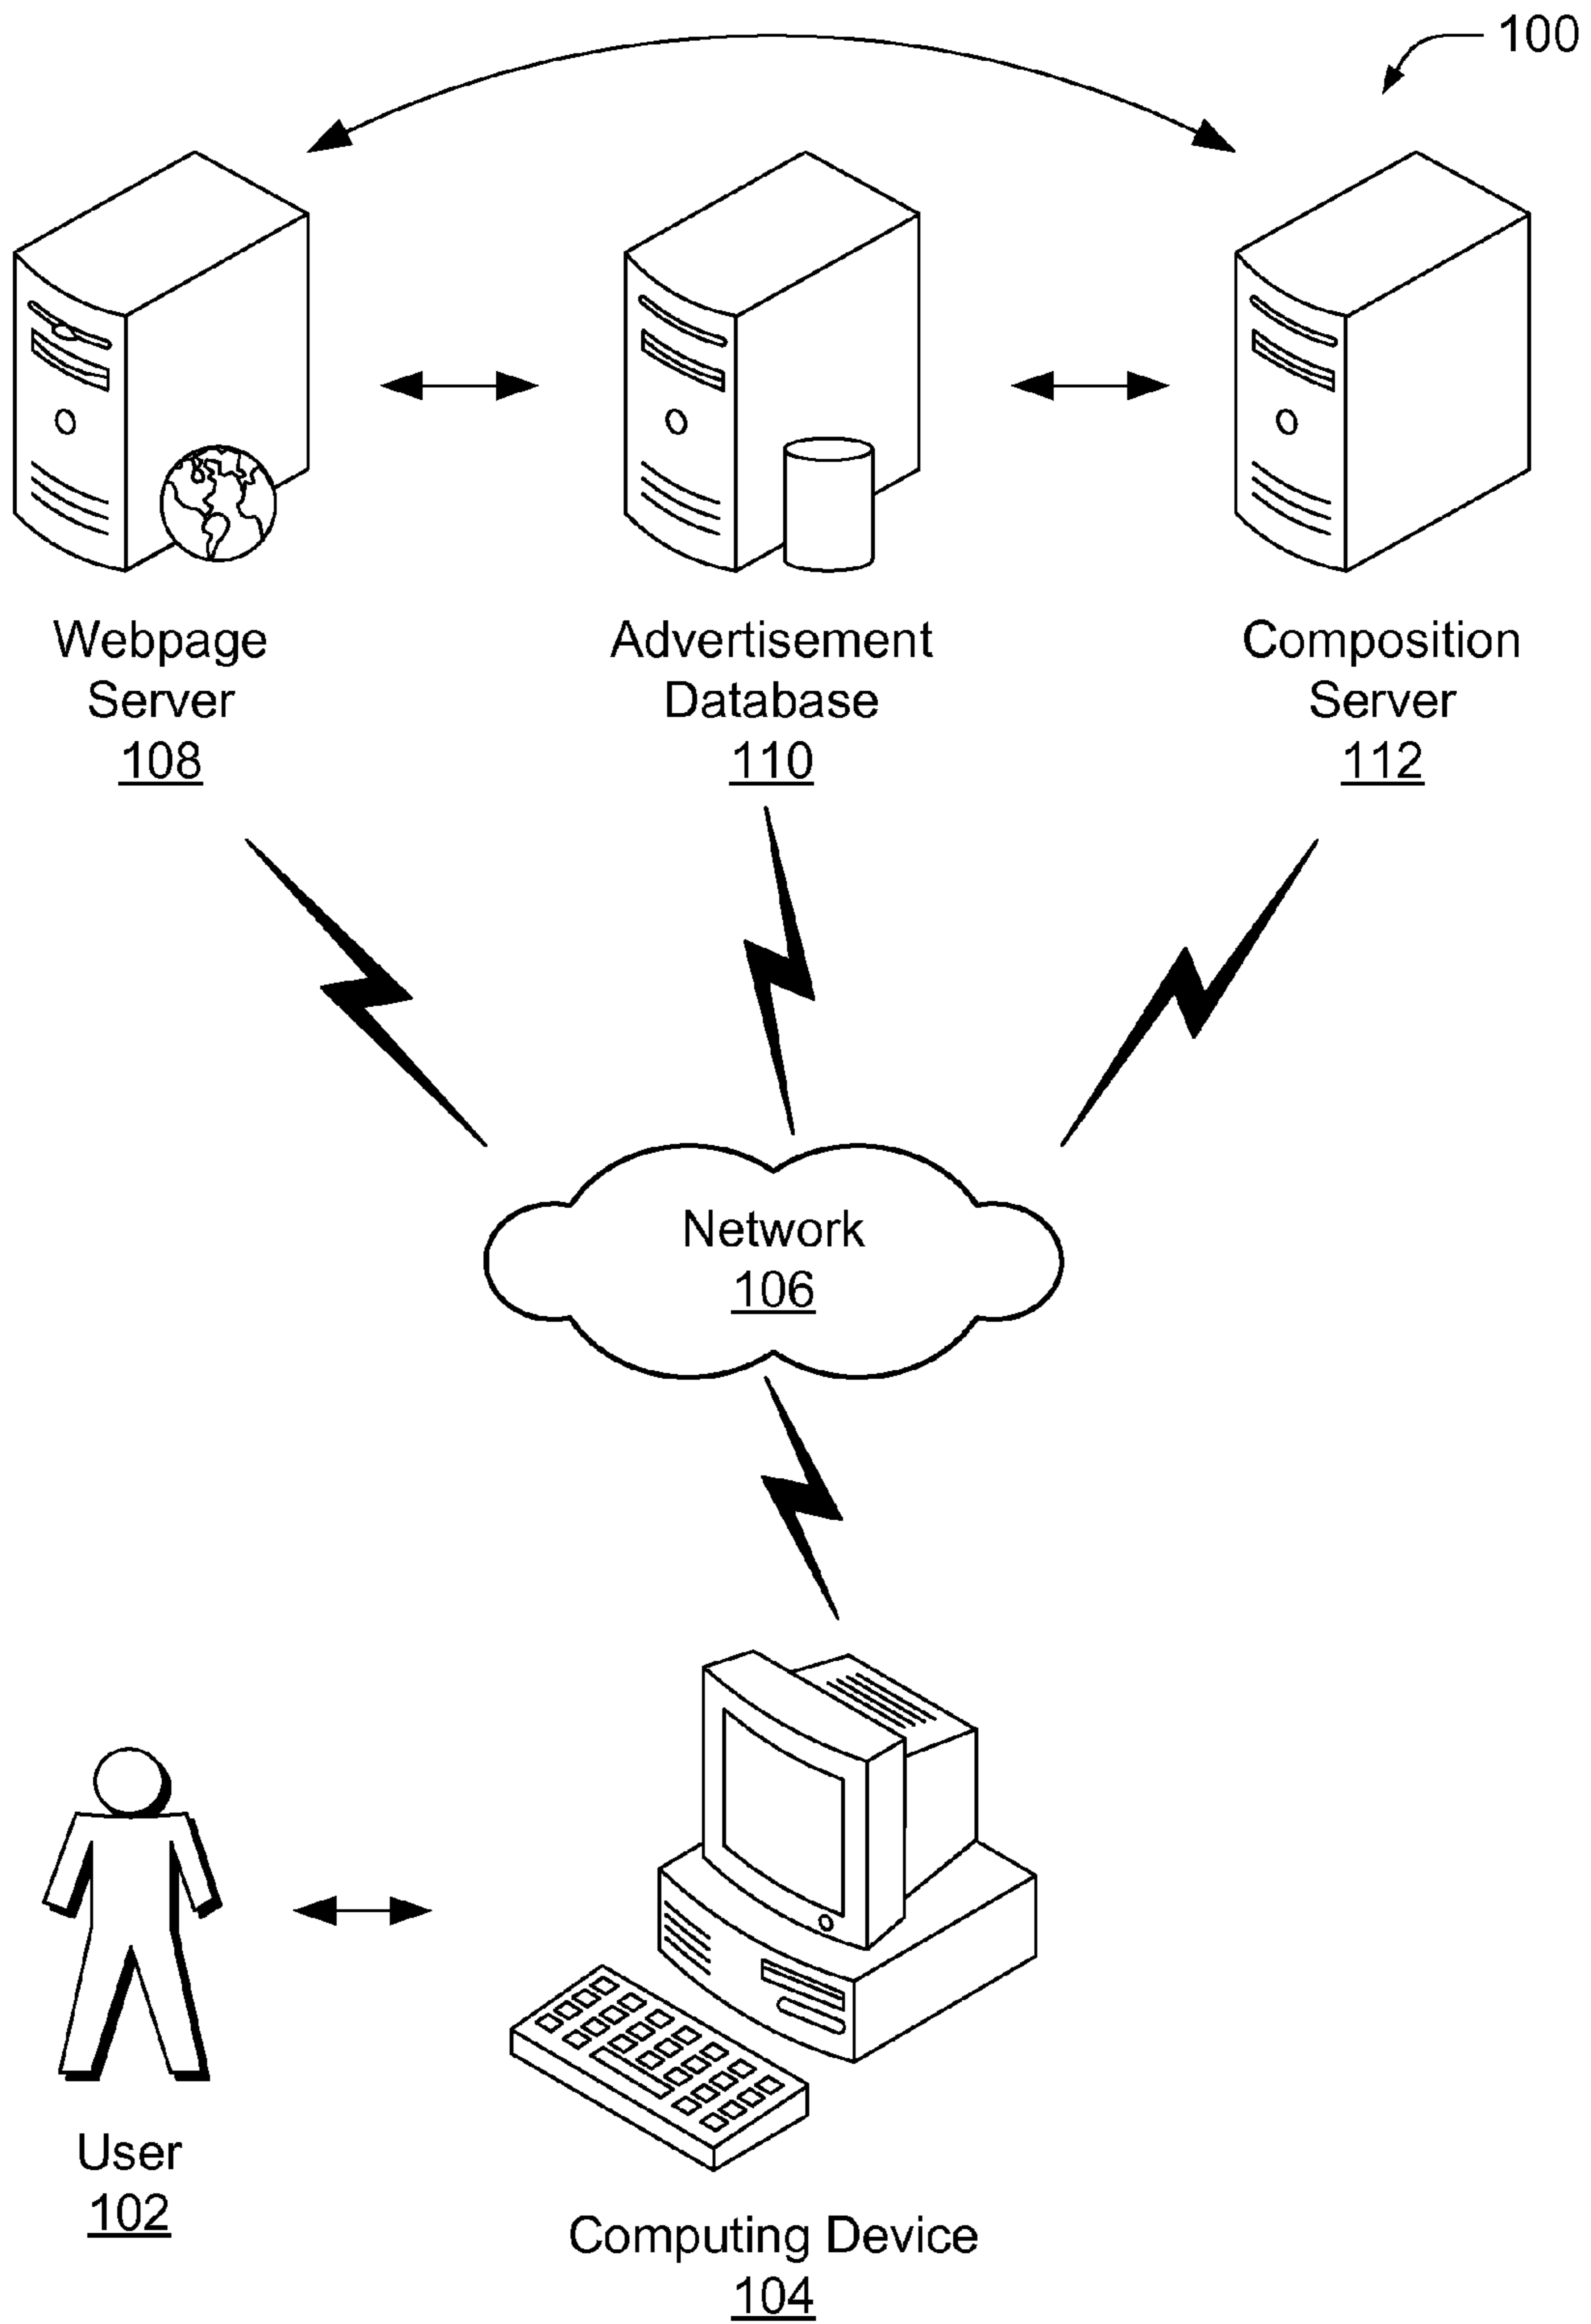 100
Webpage
Server
108
Advertisement
Database
110
Composition
Server
112
Network
106
User
102
Computing Device
104